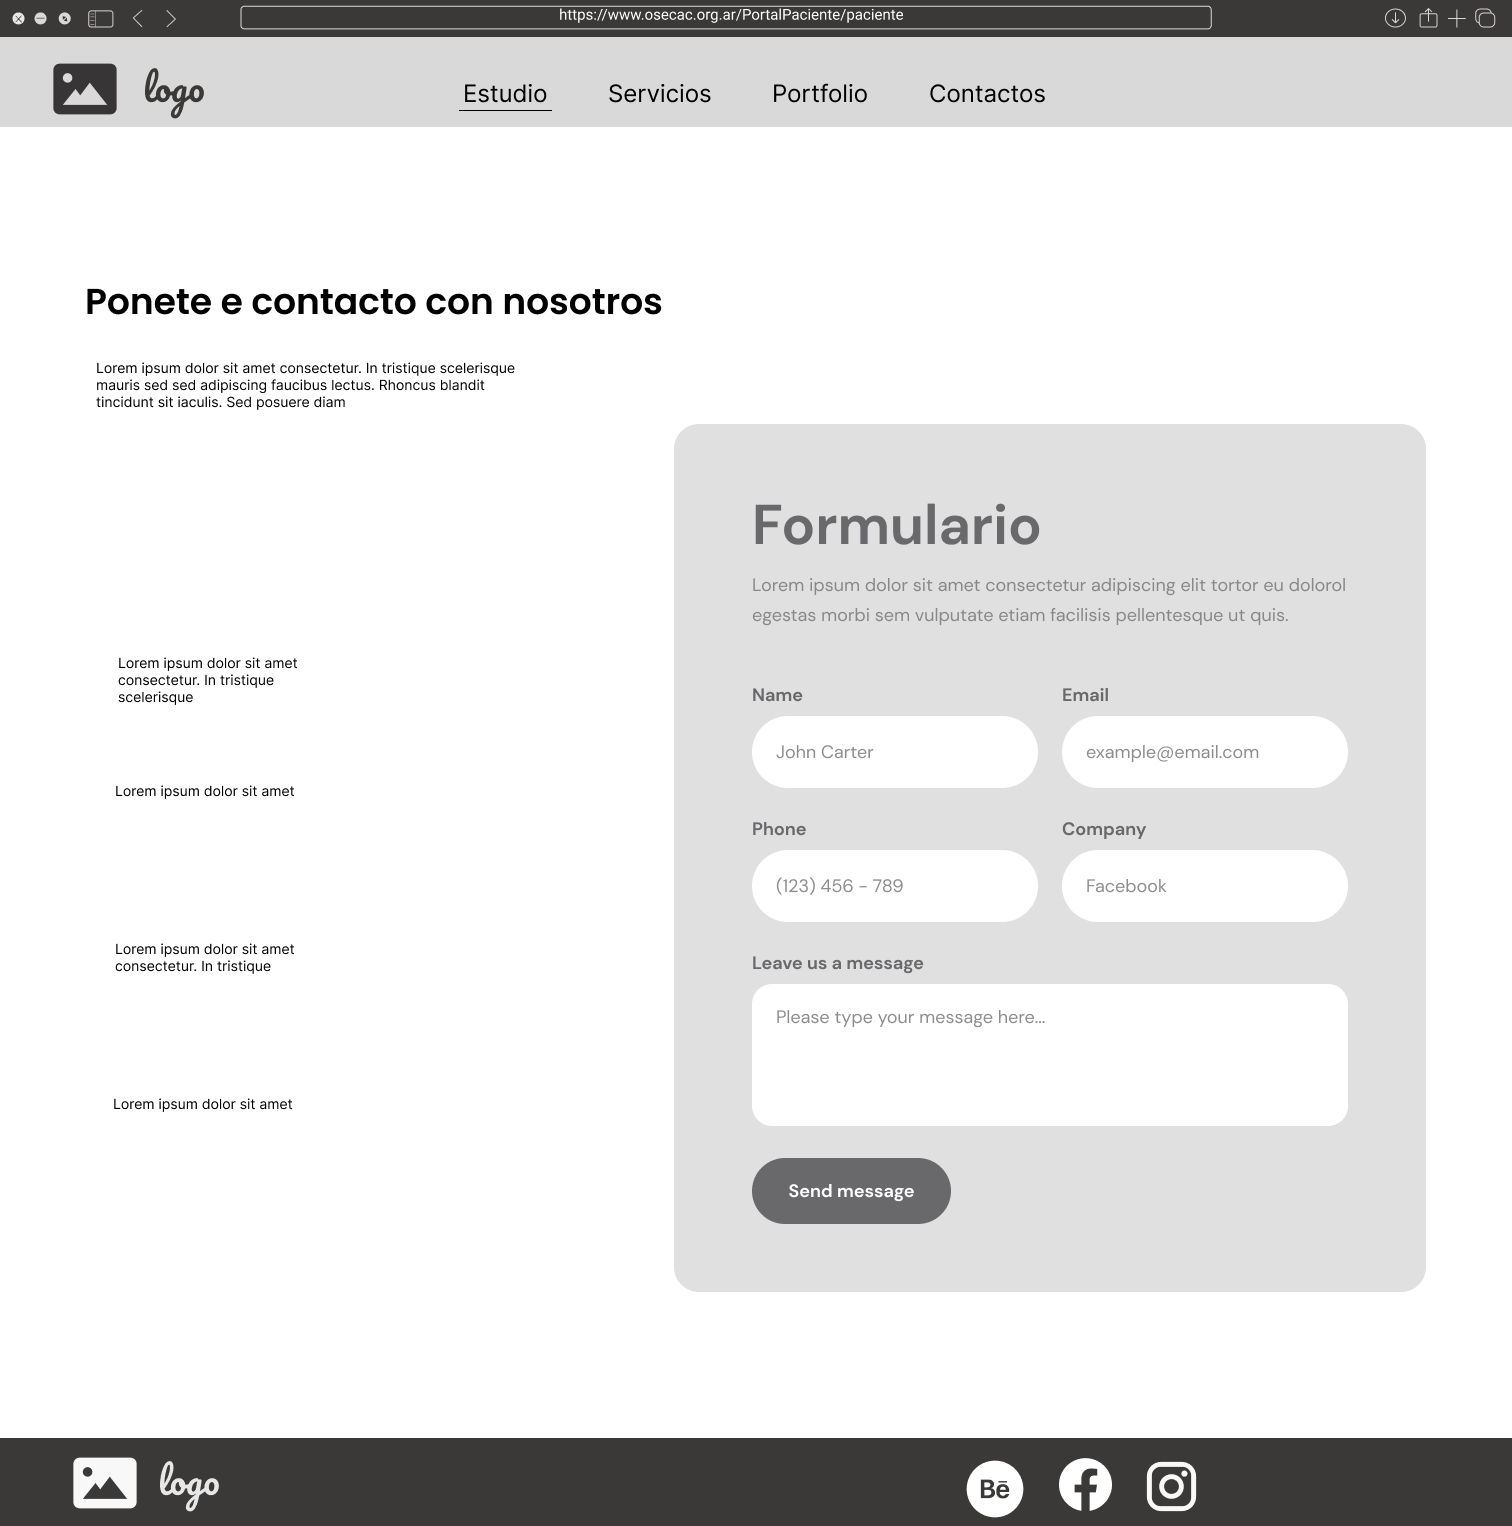 https://www.osecac.org.ar/PortalPaciente/paciente
logo
Estudio
Servicios
Portfolio
Contactos
Ponete e contacto con nosotros
Lorem ipsum dolor sit amet consectetur. In tristique scelerisque
mauris sed sed adipiscing faucibus lectus. Rhoncus blandit
tincidunt sit iaculis. Sed posuere diam
Lorem ipsum dolor sit amet
consectetur. In tristique
scelerisque
Lorem ipsum dolor sit amet
Lorem ipsum dolor sit amet
consectetur. In tristique
Lorem ipsum dolor sit amet
Formulario
Lorem ipsum dolor sit amet consectetur adipiscing elit tortor eu dolorol
egestas morbi sem vulputate etiam facilisis pellentesque ut quis.
Name
John Carter
Email
example@email.com
Phone
(123) 456 - 789
Company
Facebook
Leave us a message
Please type your message here...
Send message
logo
Bē